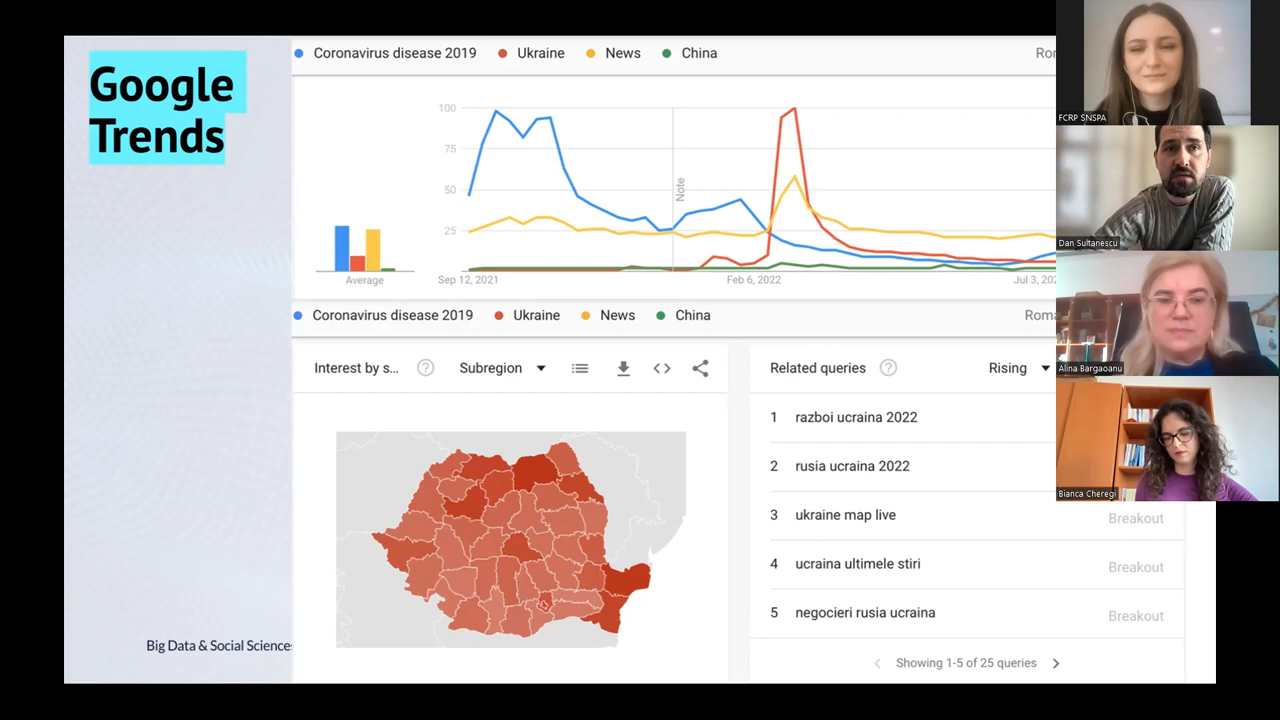 Google
Trends
Coronavirus disease 2019 Ukraine News China
100
75
50
25
Note
Average
Sep 12, 2021 Feb 6, 2022 Jul 3, 202
Coronavirus disease 2019 Ukraine News China
Interest by s... Subregion
Related queries Rising
1 razboi ucraina 2022
2 rusia ucraina 2022
3 ukraine map live Breakout
4 ucraina ultimele stiri Breakout
5 negocieri rusia ucraina Breakout
Showing 1-5 of 25 queries
Big Data & Social Science
FCRP SNSPA
Dan Sultanescu
Alina Bargaoanu
Bianca Cheregi